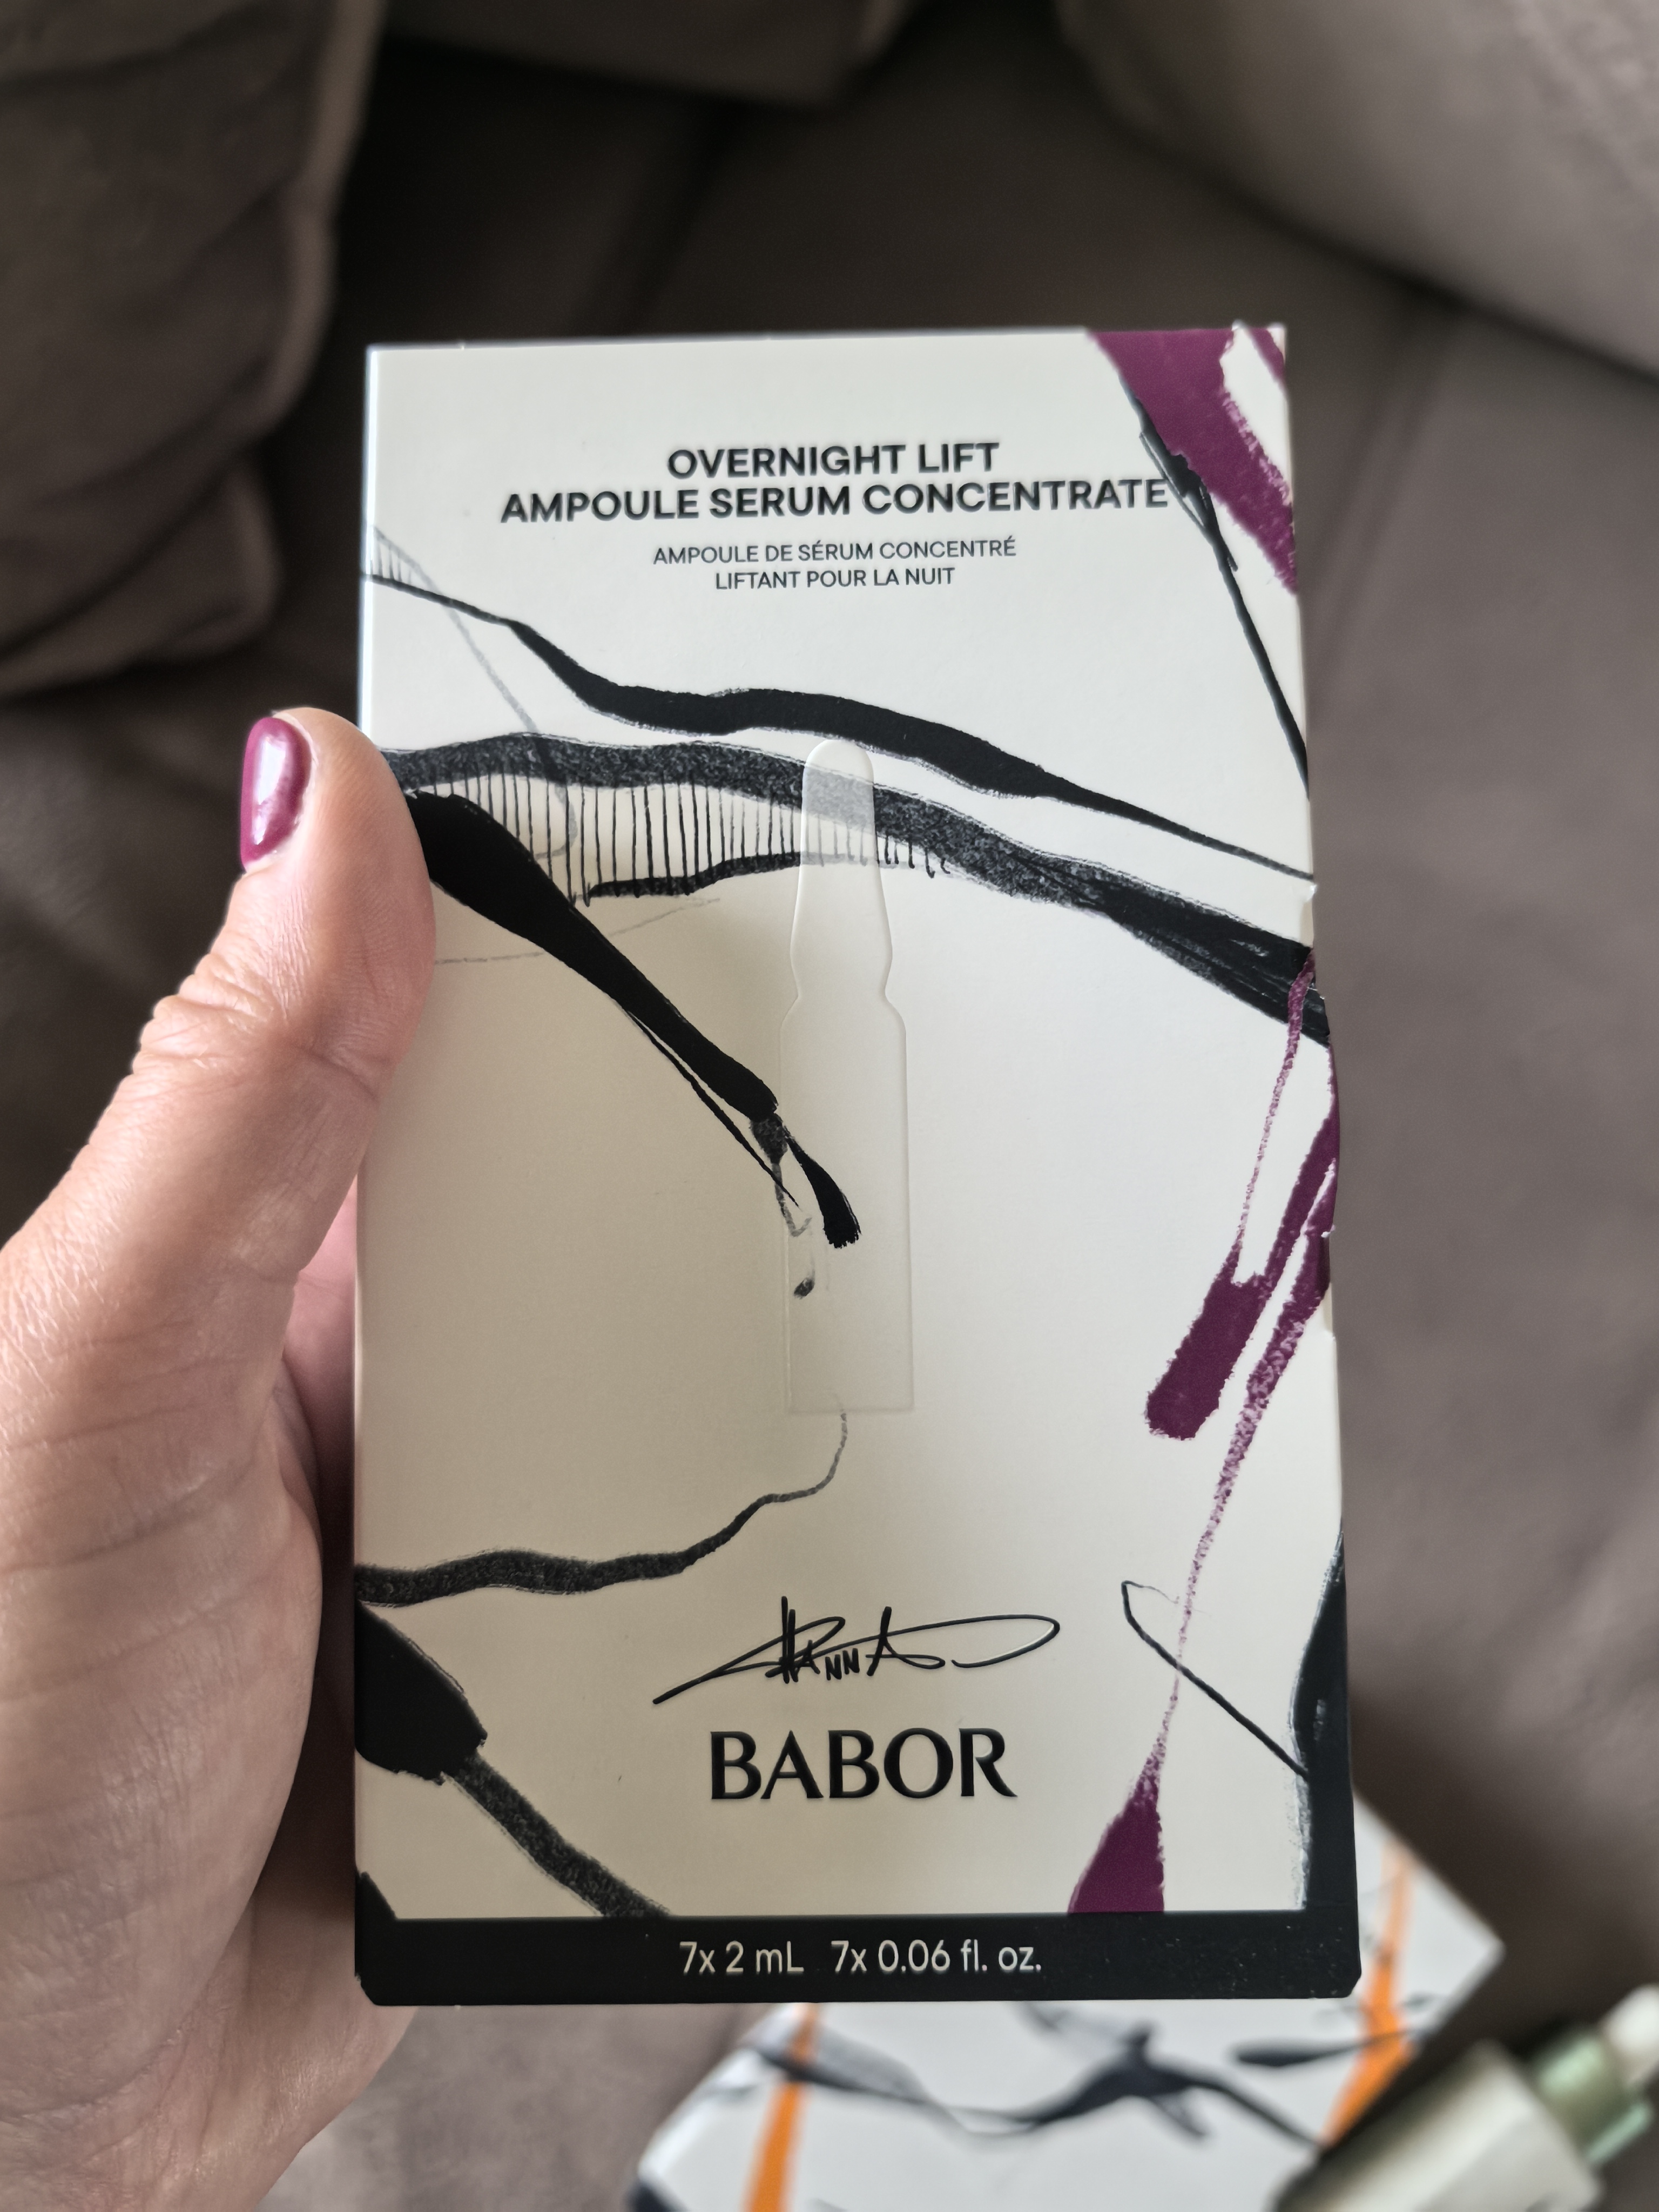 OVERNIGHT LIFT
AMPOULE SERUM CONCENTRATE
AMPOULE DE SÉRUM CONCENTRÉ
LIFTANT POUR LA NUIT
HANNA
BABOR
7x 2 mL 7x 0.06 fl. oz.